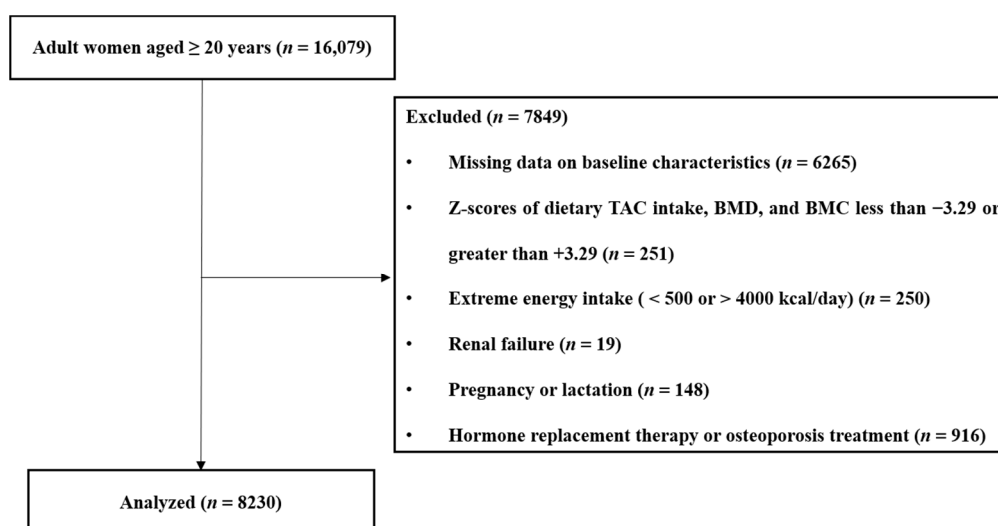 Adult women aged ≥ 20 years (n = 16,079)
Excluded (n = 7849)
• Missing data on baseline characteristics (n = 6265)
• Z-scores of dietary TAC intake, BMD, and BMC less than −3.29 or
greater than +3.29 (n = 251)
• Extreme energy intake ( < 500 or > 4000 kcal/day) (n = 250)
• Renal failure (n = 19)
• Pregnancy or lactation (n = 148)
• Hormone replacement therapy or osteoporosis treatment (n = 916)
Analyzed (n = 8230)